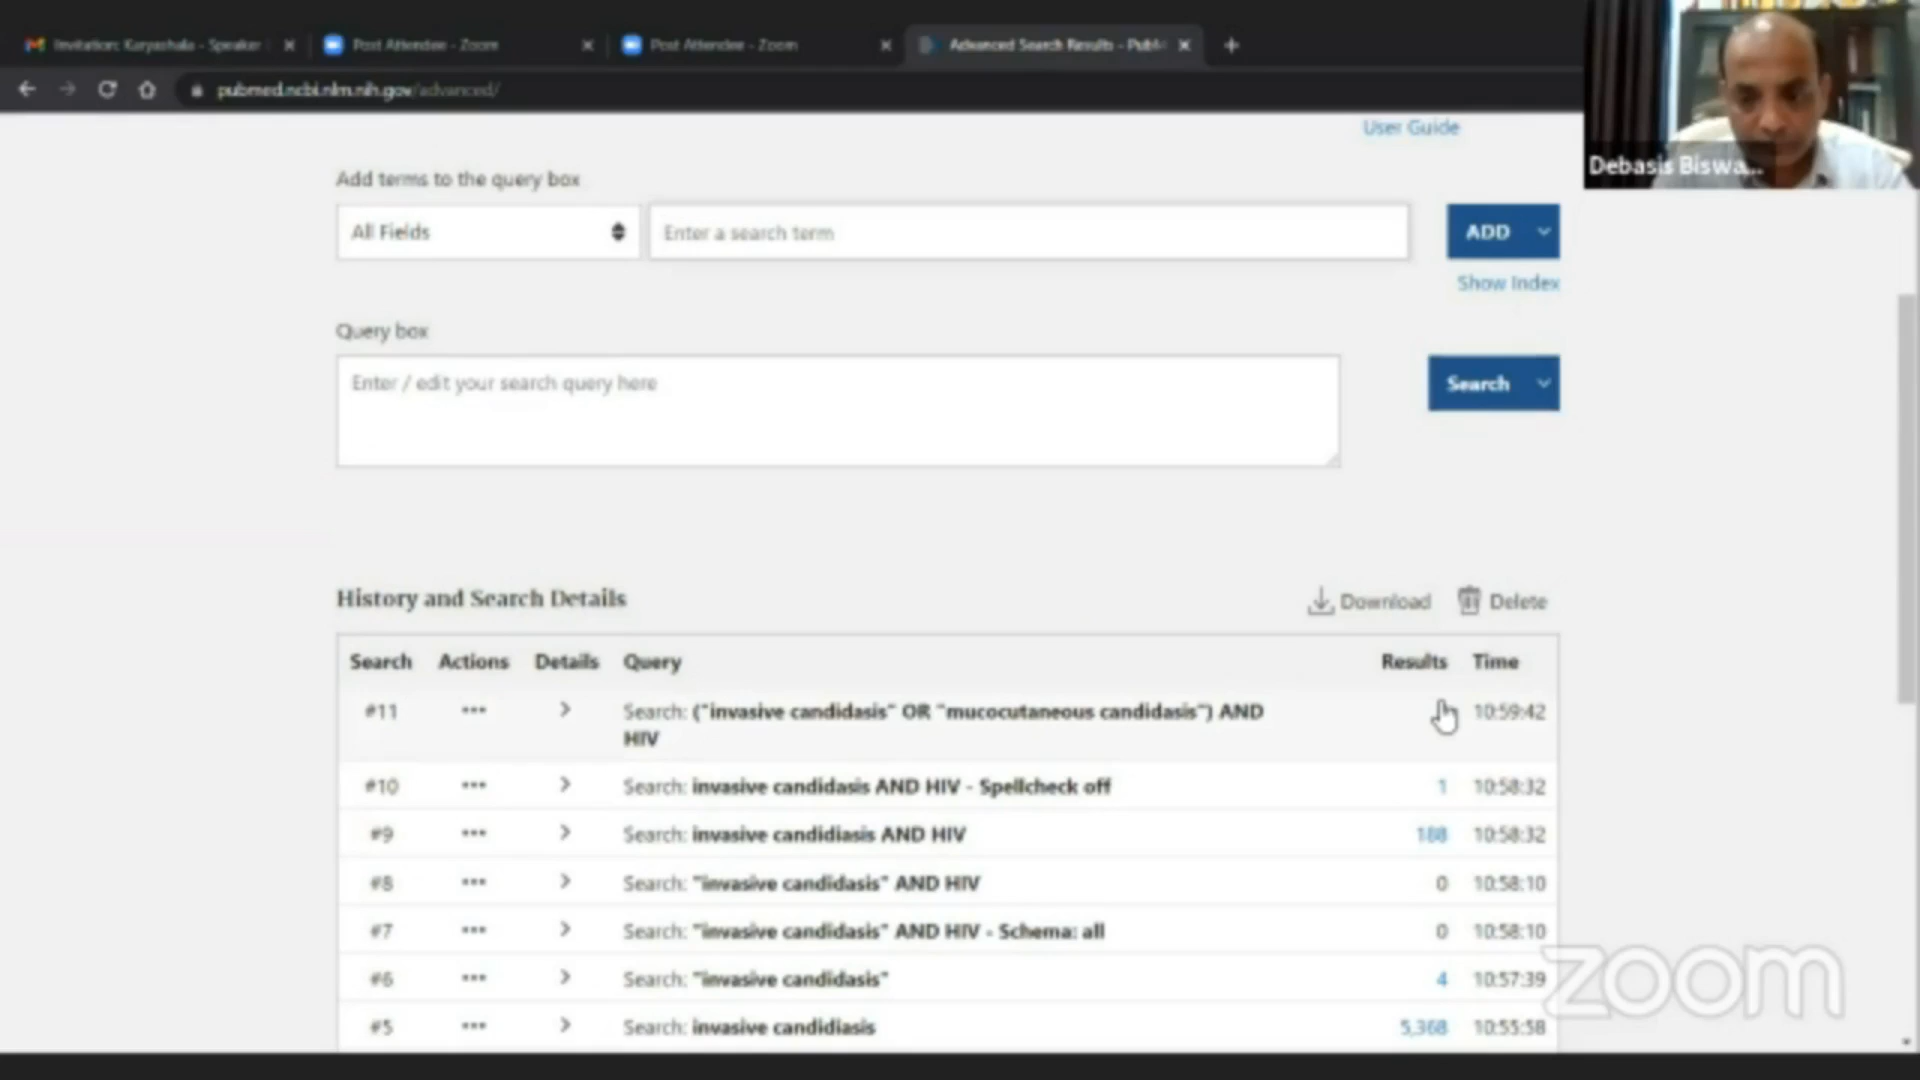 Invitation: Karyashala - Speaker
Post Attendee - Zoom
Post Attendee - Zoom
Advanced Search Results - PubM
pubmed.ncbi.nlm.nih.gov/advanced/
User Guide
Debasis Biswa...
Add terms to the query box
All Fields
Enter a search term
ADD
Show Index
Query box
Enter / edit your search query here
Search
History and Search Details
Download
Delete
Search Actions Details Query Results Time
#11 Search: ("invasive candidasis" OR "mucocutaneous candidasis") AND 10:59:42
HIV
#10 Search: invasive candidasis AND HIV - Spellcheck off 1 10:58:32
#9 Search: invasive candidiasis AND HIV 188 10:58:32
#8 Search: "invasive candidasis" AND HIV 0 10:58:10
#7 Search: "invasive candidasis" AND HIV - Schema: all 0 10:58:10
#6 Search: "invasive candidasis" 4 10:57:39
#5 Search: invasive candidiasis 5,368 10:55:58
zoom